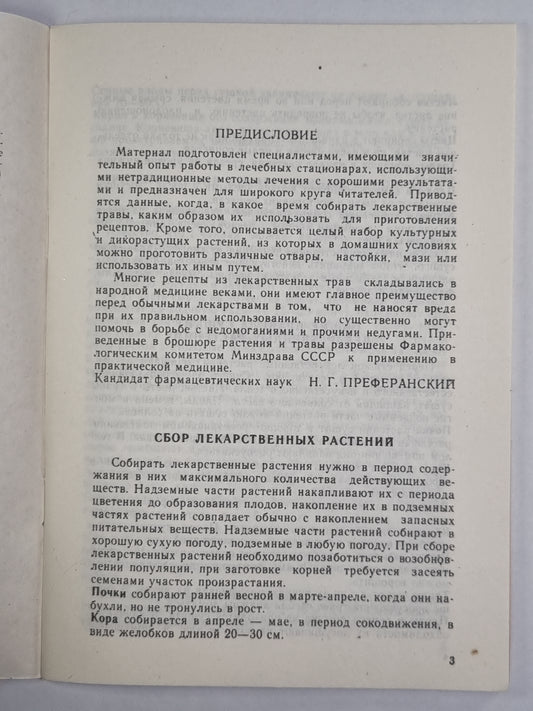 ПРЕДИСЛОВИЕ
Материал подготовлен специалистами, имеющими значи-
тельный опыт работы в лечебных стационарах, использующими
нетрадиционные методы лечения с хорошими результата-
ми и предназначен для широкого круга читателей. Приво-
дятся данные, когда, в какое время собирать лекарственные
травы, каким образом их использовать для приготовления
рецептов. Кроме того, описывается целый набор культурных
и дикорастущих растений, из которых в домашних условиях
можно проготовить различные отвары, настойки, мази или
использовать их иным путем.
Многие рецепты из лекарственных трав складывались в
народной медицине веками, они имеют главное преимущество
перед обычными лекарствами в том, что не наносят вреда
при их правильном использовании, но существенно могут
помочь в борьбе с недомоганиями и прочими недугами. При-
веденные в брошюре растения и травы разрешены Фармако-
логическим комитетом Минздрава СССР к применению в
практической медицине.
Кандидат фармацевтических наук Н. Г. ПРЕФЕРАНСКИЙ
СБОР ЛЕКАРСТВЕННЫХ РАСТЕНИЙ
Собирать лекарственные растения нужно в период содер-
жания в них максимального количества действующих ве-
ществ. Надземные части растений накапливают их с периода
цветения до образования плодов, накопление их в подземных
частях растений совпадает обычно с накоплением запасных
питательных веществ. Надземные части растений собирают в
хорошую сухую погоду, подземные в любую погоду. При сборе
лекарственных растений необходимо позаботиться о возобнов-
лении популяции, при заготовке корней требуется засеять
семенами участок произрастания.
Почки собирают ранней весной в марте-апреле, когда они на-
бухли, но не тронулись в рост.
Кора собирается в апреле — мае, в период сокодвижения, в
виде желобков длиной 20—30 см.
3